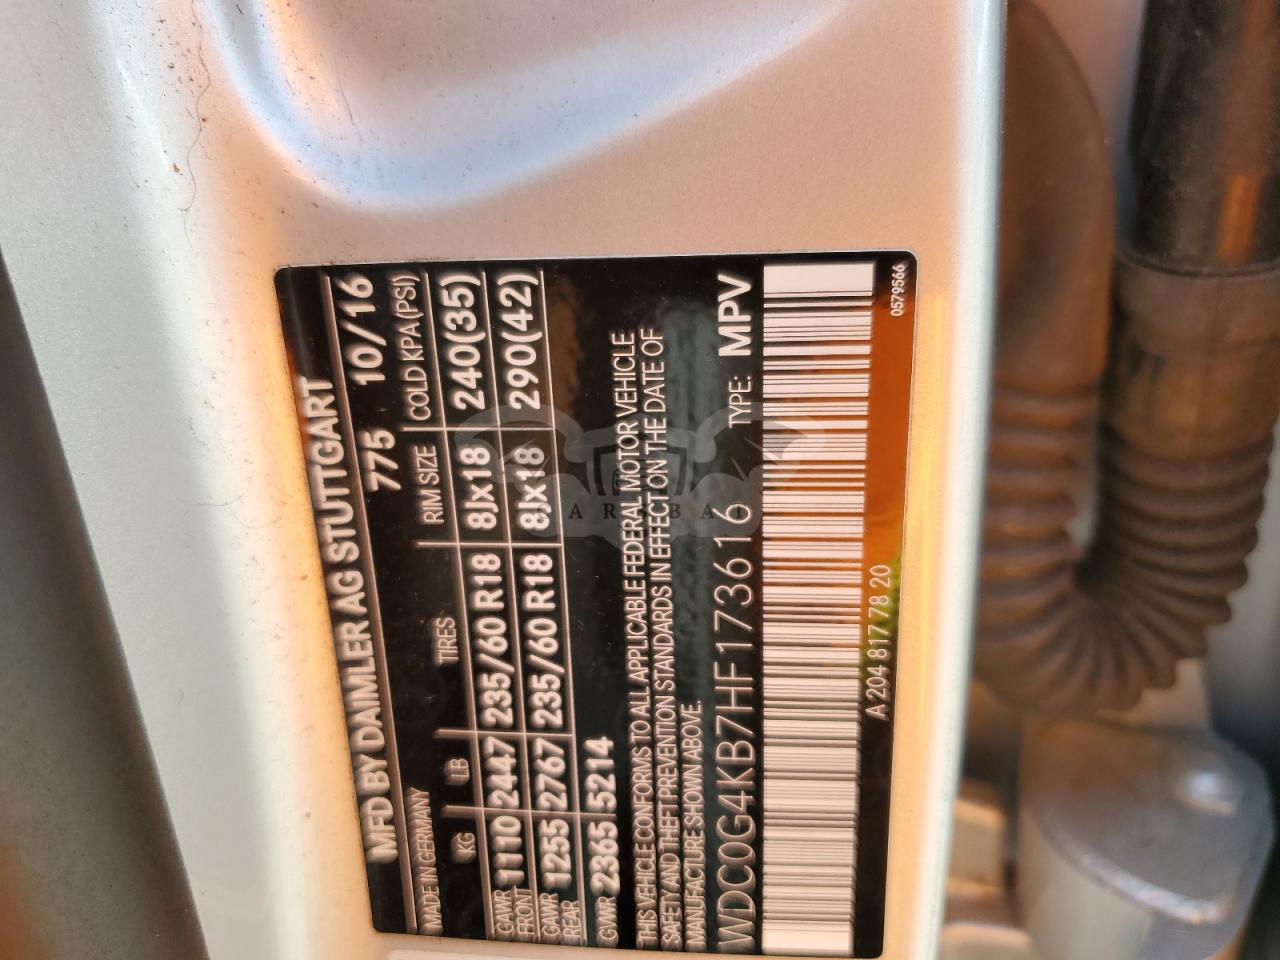 MFD BY DAIMLER AG STUTTGART
MADE IN GERMANY 775 10/16
KG LB TIRES RIM SIZE COLD KPA(PSI)
GAWR FRONT 1110 2447 235/60 R18 8Jx18 240(35)
GAWR REAR 1255 2767 235/60 R18 8Jx18 290(42)
GVWR 2365 5214
THIS VEHICLE CONFORMS TO ALL APPLICABLE FEDERAL MOTOR VEHICLE
SAFETY AND THEFT PREVENTION STANDARDS IN EFFECT ON THE DATE OF
MANUFACTURE SHOWN ABOVE.
WDC0G4KB7HF173616 TYPE: MPV
A 204 817 78 20 0579566